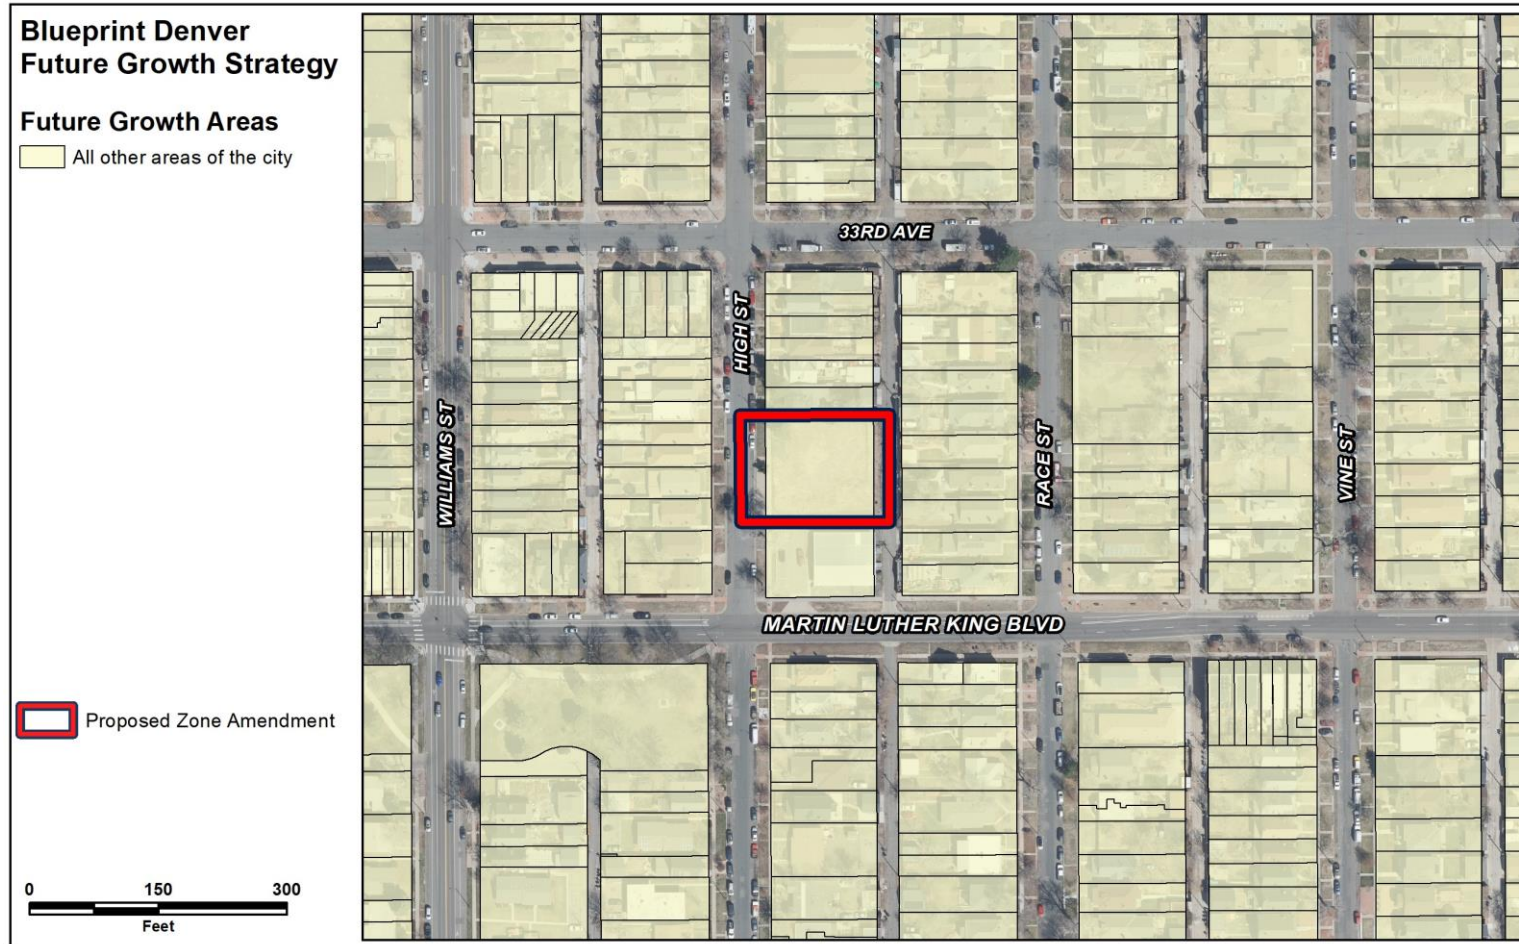 Blueprint Denver
Future Growth Strategy
Future Growth Areas
All other areas of the city
Proposed Zone Amendment
0 150 300
Feet
33RD AVE
HIGH ST
WILLIAMS ST
RACE ST
VINE ST
MARTIN LUTHER KING BLVD